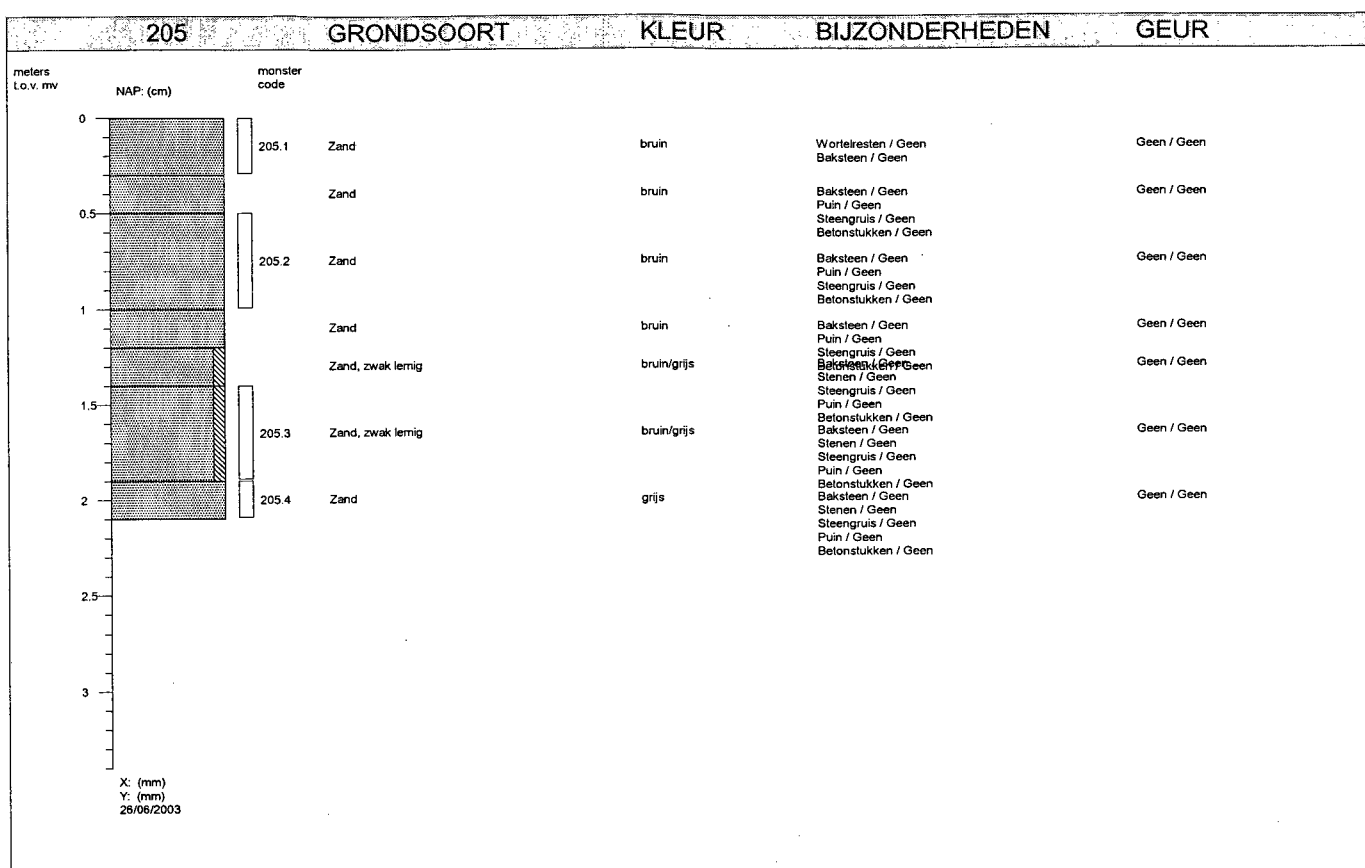 205 GRONDSOORT KLEUR BIJZONDERHEDEN GEUR
meters
t.o.v. mv
NAP: (cm)
monster
code
0
205.1 Zand bruin Wortelresten / Geen Geen / Geen
Baksteen / Geen
Zand bruin Baksteen / Geen Geen / Geen
Puin / Geen
0.5
Steengruis / Geen
Betonstukken / Geen
205.2 Zand bruin Baksteen / Geen Geen / Geen
Puin / Geen
Steengruis / Geen
Betonstukken / Geen
1
Zand bruin Baksteen / Geen Geen / Geen
Puin / Geen
Steengruis / Geen
Betonstukken / Geen
Zand, zwak lemig bruin/grijs Baksteen / Geen Geen / Geen
Stenen / Geen
Steengruis / Geen
1.5
Puin / Geen
Betonstukken / Geen
205.3 Zand, zwak lemig bruin/grijs Baksteen / Geen Geen / Geen
Stenen / Geen
Steengruis / Geen
Puin / Geen
Betonstukken / Geen
2
205.4 Zand grijs Baksteen / Geen Geen / Geen
Stenen / Geen
Steengruis / Geen
Puin / Geen
Betonstukken / Geen
2.5
3
X: (mm)
Y: (mm)
26/06/2003